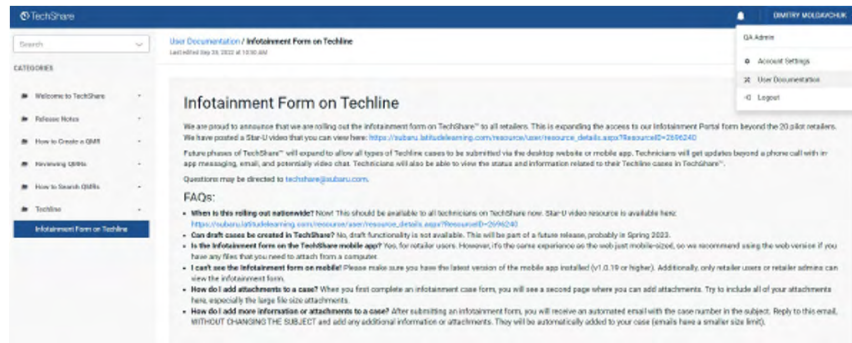 TechShare
DIMITRY MOLDAVCHUK
Search
User Documentation / Infotainment Form on Techline
Last edited Sep 29, 2022 at 10:50 AM
QA Admin
Account Settings
User Documentation
Logout
CATEGORIES
Welcome to TechShare
Release Notes
How to Create a QMR
Reviewing QMRs
How to Search QMRs
Techline
Infotainment Form on Techline
Infotainment Form on Techline
We are proud to announce that we are rolling out the infotainment form on TechShare™ to all retailers. This is expanding the access to our Infotainment Portal form beyond the 20 pilot retailers.
We have posted a Star-U video that you can view here: https://subaru.latitudelearning.com/resource/user/resource_details.aspx?ResourceID=2696240
Future phases of TechShare™ will expand to allow all types of Techline cases to be submitted via the desktop website or mobile app. Technicians will get updates beyond a phone call with in
app messaging, email, and potentially video chat. Technicians will also be able to view the status and information related to their Techline cases in TechShare™.
Questions may be directed to techshare@subaru.com.
FAQs:
• When is this rolling out nationwide? Now! This should be available to all technicians on TechShare now. Star-U video resource is available here:
https://subaru.latitudelearning.com/resource/user/resource_details.aspx?ResourceID=2696240
• Can draft cases be created in TechShare? No, draft functionality is not available. This will be part of a future release, probably in Spring 2023.
• Is the Infotainment form on the TechShare mobile app? Yes, for retailer users. However, it's the same experience as the web just mobile-sized, so we recommend using the web version if you
have any files that you need to attach from a computer.
• I can't see the Infotainment form on mobile! Please make sure you have the latest version of the mobile app installed (v1.0.19 or higher). Additionally, only retailer users or retailer admins can
view the infotainment form.
• How do I add attachments to a case? When you first complete an infotainment case form, you will see a second page where you can add attachments. Try to include all of your attachments
here, especially the large file size attachments.
• How do I add more information or attachments to a case? After submitting an infotainment form, you will receive an automated email with the case number in the subject. Reply to this email,
WITHOUT CHANGING THE SUBJECT and add any additional information or attachments. They will be automatically added to your case (emails have a smaller size limit).